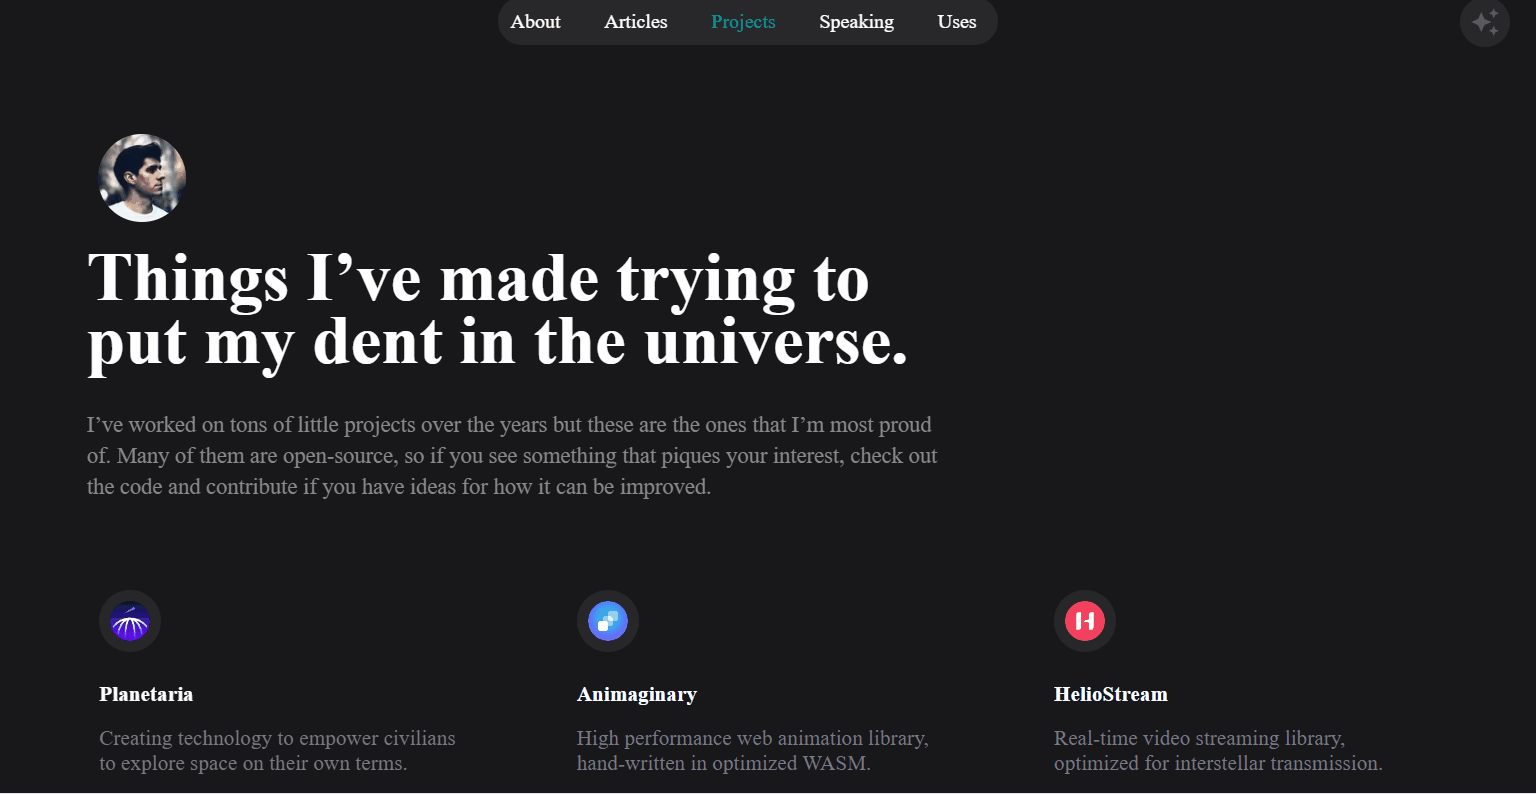 About Articles Projects Speaking Uses
Things I’ve made trying to
put my dent in the universe.
I’ve worked on tons of little projects over the years but these are the ones that I’m most proud
of. Many of them are open-source, so if you see something that piques your interest, check out
the code and contribute if you have ideas for how it can be improved.
H
Planetaria
Creating technology to empower civilians
to explore space on their own terms.
Animaginary
High performance web animation library,
hand-written in optimized WASM.
HelioStream
Real-time video streaming library,
optimized for interstellar transmission.